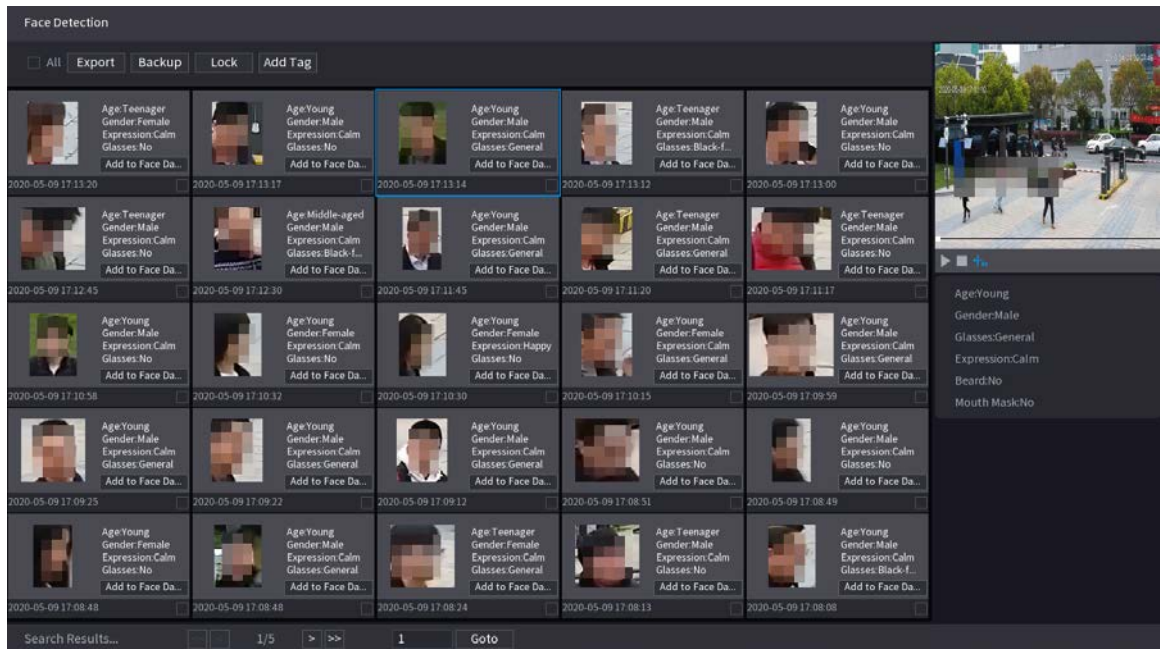 Face Detection
All Export Backup Lock Add Tag
Age:Teenager
Gender:Female
Expression:Calm
Glasses:No
Add to Face Da...
2020-05-09 17:13:20
Age:Young
Gender:Male
Expression:Calm
Glasses:No
Add to Face Da...
2020-05-09 17:13:17
Age:Young
Gender:Male
Expression:Calm
Glasses:General
Add to Face Da...
2020-05-09 17:13:14
Age:Teenager
Gender:Male
Expression:Calm
Glasses:Black-f...
Add to Face Da...
2020-05-09 17:13:12
Age:Young
Gender:Male
Expression:Calm
Glasses:No
Add to Face Da...
2020-05-09 17:13:00
Age:Teenager
Gender:Male
Expression:Calm
Glasses:No
Add to Face Da...
2020-05-09 17:12:45
Age:Middle-aged
Gender:Male
Expression:Calm
Glasses:Black-f...
Add to Face Da...
2020-05-09 17:12:30
Age:Young
Gender:Male
Expression:Calm
Glasses:General
Add to Face Da...
2020-05-09 17:11:45
Age:Teenager
Gender:Male
Expression:Calm
Glasses:General
Add to Face Da...
2020-05-09 17:11:20
Age:Teenager
Gender:Male
Expression:Calm
Glasses:No
Add to Face Da...
2020-05-09 17:11:17
Age:Young
Gender:Male
Expression:Calm
Glasses:No
Add to Face Da...
2020-05-09 17:10:58
Age:Young
Gender:Female
Expression:Calm
Glasses:No
Add to Face Da...
2020-05-09 17:10:32
Age:Young
Gender:Female
Expression:Happy
Glasses:No
Add to Face Da...
2020-05-09 17:10:30
Age:Young
Gender:Female
Expression:Calm
Glasses:General
Add to Face Da...
2020-05-09 17:10:15
Age:Young
Gender:Male
Expression:Calm
Glasses:General
Add to Face Da...
2020-05-09 17:09:59
Age:Young
Gender:Male
Expression:Calm
Glasses:General
Add to Face Da...
2020-05-09 17:09:25
Age:Young
Gender:Male
Expression:Calm
Glasses:General
Add to Face Da...
2020-05-09 17:09:22
Age:Young
Gender:Male
Expression:Calm
Glasses:General
Add to Face Da...
2020-05-09 17:09:12
Age:Young
Gender:Male
Expression:Calm
Glasses:No
Add to Face Da...
2020-05-09 17:08:51
Age:Young
Gender:Male
Expression:Calm
Glasses:No
Add to Face Da...
2020-05-09 17:08:49
Age:Young
Gender:Female
Expression:Calm
Glasses:No
Add to Face Da...
2020-05-09 17:08:48
Age:Young
Gender:Male
Expression:Calm
Glasses:General
Add to Face Da...
2020-05-09 17:08:48
Age:Teenager
Gender:Female
Expression:Calm
Glasses:General
Add to Face Da...
2020-05-09 17:08:24
Age:Teenager
Gender:Male
Expression:Calm
Glasses:No
Add to Face Da...
2020-05-09 17:08:13
Age:Young
Gender:Male
Expression:Calm
Glasses:Black-f...
Add to Face Da...
2020-05-09 17:08:08
Age:Young
Gender:Male
Glasses:General
Expression:Calm
Beard:No
Mouth Mask:No
Search Results... 1/5 > >> 1 Goto